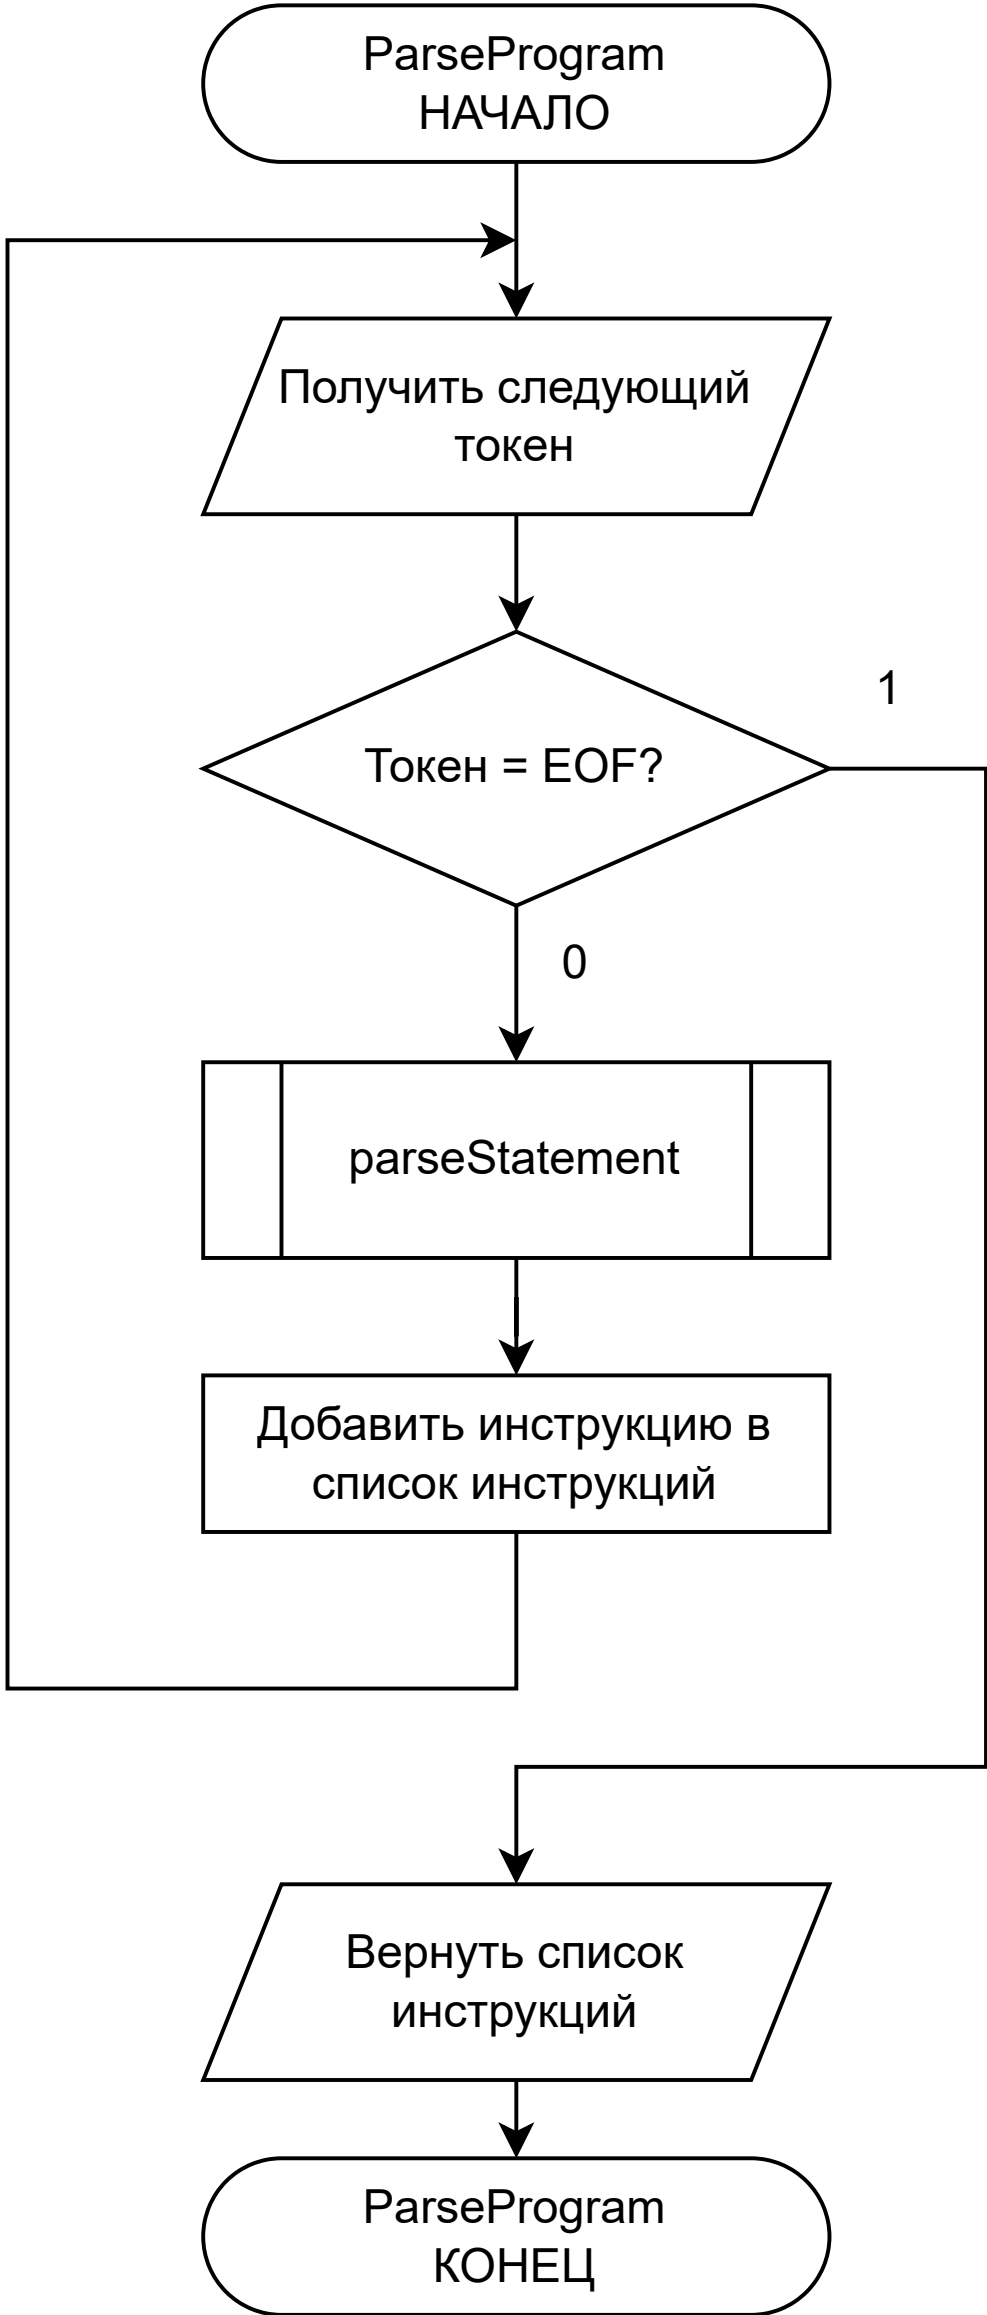 ParseProgram
НАЧАЛО
Получить следующий
токен
1
Токен = EOF?
0
parseStatement
Добавить инструкцию в
список инструкций
Вернуть список
инструкций
ParseProgram
КОНЕЦ